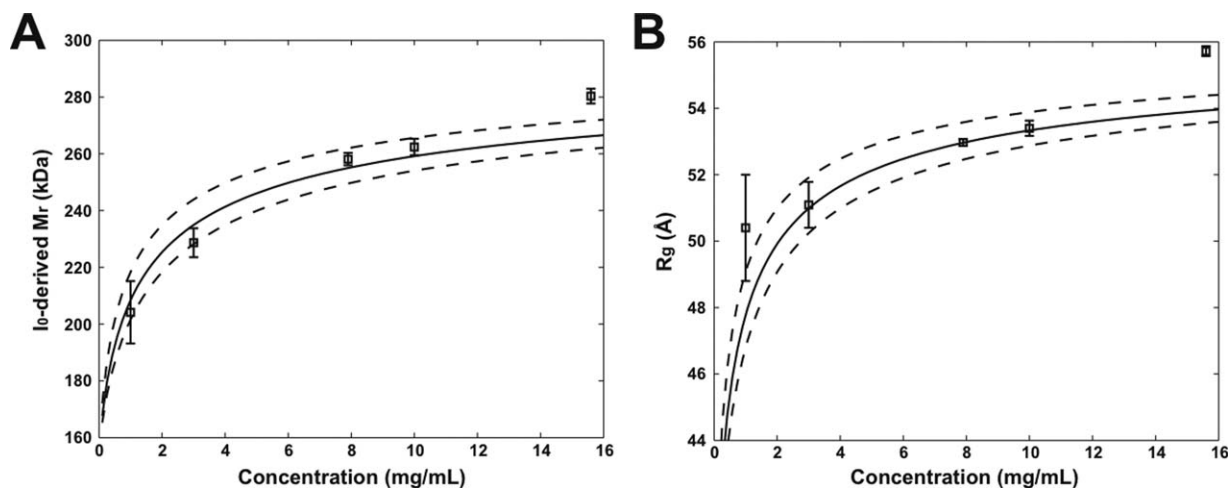 A
300
280
260
240
220
200
180
160
I0-derived Mr (kDa)
0 2 4 6 8 10 12 14 16
Concentration (mg/mL)
B
56
54
52
50
48
46
44
Rg (Å)
0 2 4 6 8 10 12 14 16
Concentration (mg/mL)